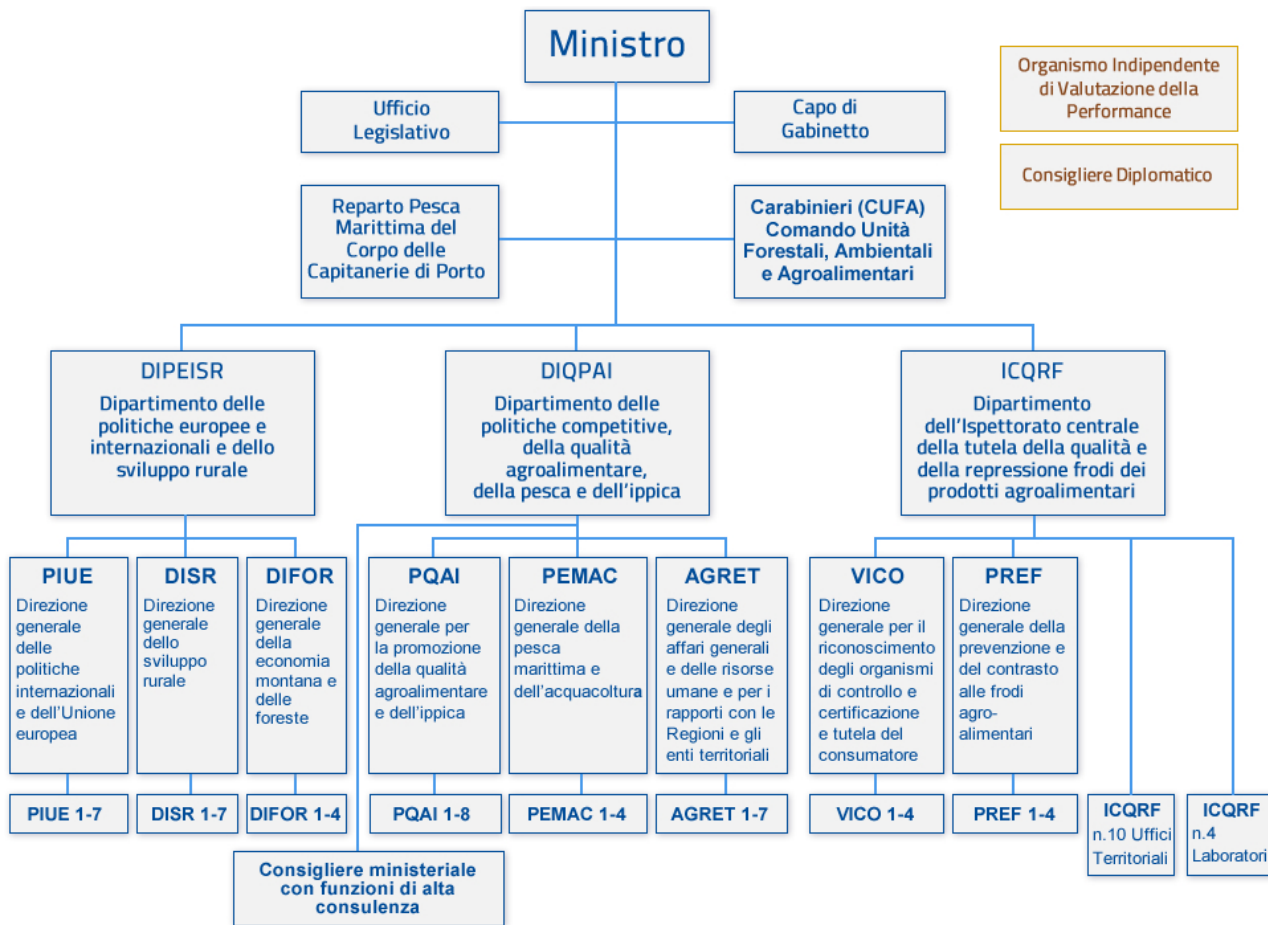 Ministro
Organismo Indipendente
di Valutazione della
Performance
Ufficio
Legislativo
Capo di
Gabinetto
Consigliere Diplomatico
Reparto Pesca
Marittima del
Corpo delle
Capitanerie di Porto
Carabinieri (CUFA)
Comando Unità
Forestali, Ambientali
e Agroalimentari
DIPEISR
Dipartimento delle
politiche europee e
internazionali e dello
sviluppo rurale
DIQPAI
Dipartimento delle
politiche competitive,
della qualità
agroalimentare,
della pesca e dell'ippica
ICQRF
Dipartimento
dell'Ispettorato centrale
della tutela della qualità e
della repressione frodi dei
prodotti agroalimentari
PIUE
Direzione
generale
delle
politiche
internazionali
e dell'Unione
europea
DISR
Direzione
generale
dello
sviluppo
rurale
DIFOR
Direzione
generale
della
economia
montana e
delle
foreste
PQAI
Direzione
generale per
la promozione
della qualità
agroalimentare
e dell'ippica
PEMAC
Direzione
generale della
pesca
marittima e
dell'acquacoltura
AGRET
Direzione
generale degli
affari generali
e delle risorse
umane e per i
rapporti con le
Regioni e gli
enti territoriali
VICO
Direzione
generale per il
riconoscimento
degli organismi
di controllo e
certificazione
e tutela del
consumatore
PREF
Direzione
generale della
prevenzione e
del contrasto
alle frodi
agro-
alimentari
PIUE 1-7
DISR 1-7
DIFOR 1-4
PQAI 1-8
PEMAC 1-4
AGRET 1-7
VICO 1-4
PREF 1-4
ICQRF
n.10 Uffici
Territoriali
ICQRF
n.4
Laboratori
Consigliere ministeriale
con funzioni di alta
consulenza